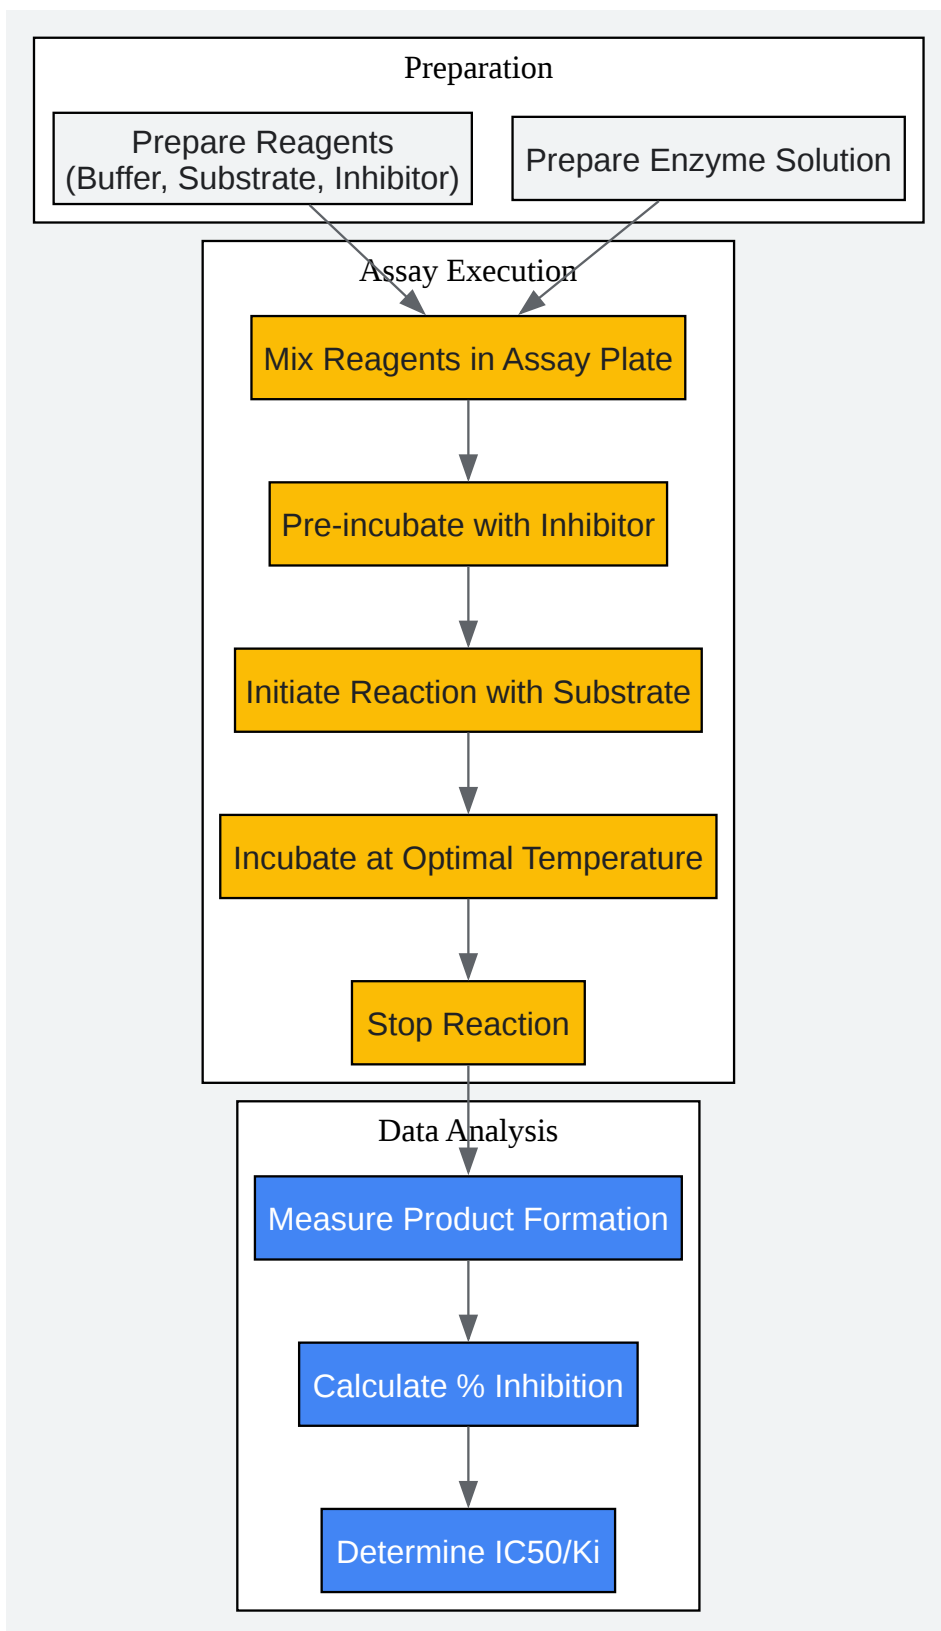 Preparation
Prepare Reagents
(Buffer, Substrate, Inhibitor)
Prepare Enzyme Solution
Assay Execution
Mix Reagents in Assay Plate
Pre-incubate with Inhibitor
Initiate Reaction with Substrate
Incubate at Optimal Temperature
Stop Reaction
Data Analysis
Measure Product Formation
Calculate % Inhibition
Determine IC50/Ki